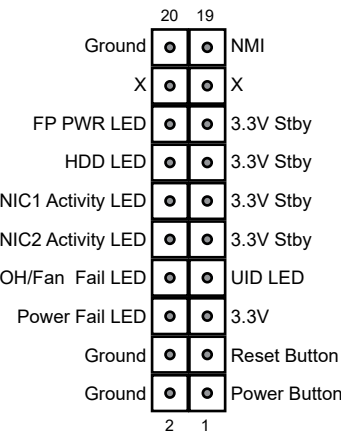 20 19
Ground NMI
X X
FP PWR LED 3.3V Stby
HDD LED 3.3V Stby
NIC1 Activity LED 3.3V Stby
NIC2 Activity LED 3.3V Stby
OH/Fan Fail LED UID LED
Power Fail LED 3.3V
Ground Reset Button
Ground Power Button
2 1